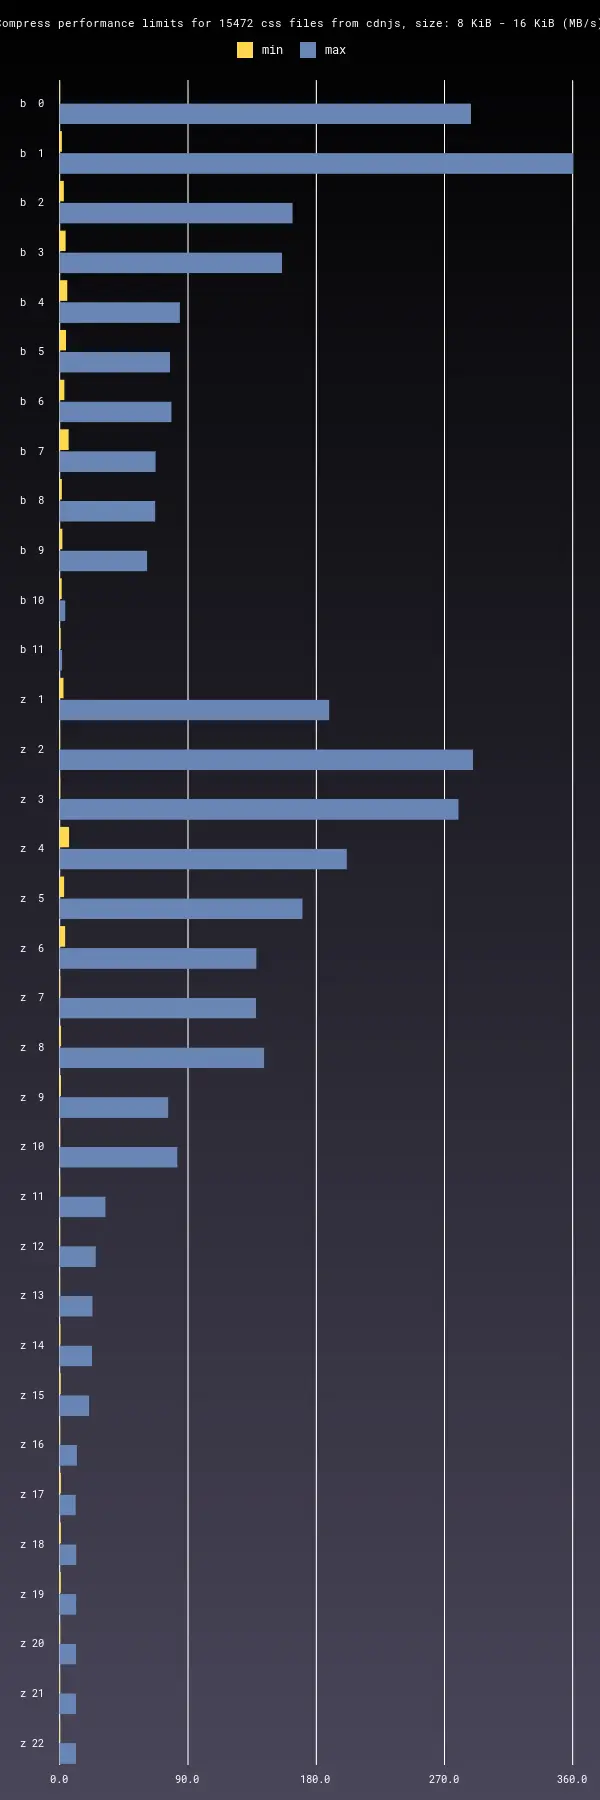 Compress performance limits for 15472 css files from cdnjs, size: 8 KiB - 16 KiB (MB/s)
min max
b 0
b 1
b 2
b 3
b 4
b 5
b 6
b 7
b 8
b 9
b 10
b 11
z 1
z 2
z 3
z 4
z 5
z 6
z 7
z 8
z 9
z 10
z 11
z 12
z 13
z 14
z 15
z 16
z 17
z 18
z 19
z 20
z 21
z 22
0.0 90.0 180.0 270.0 360.0